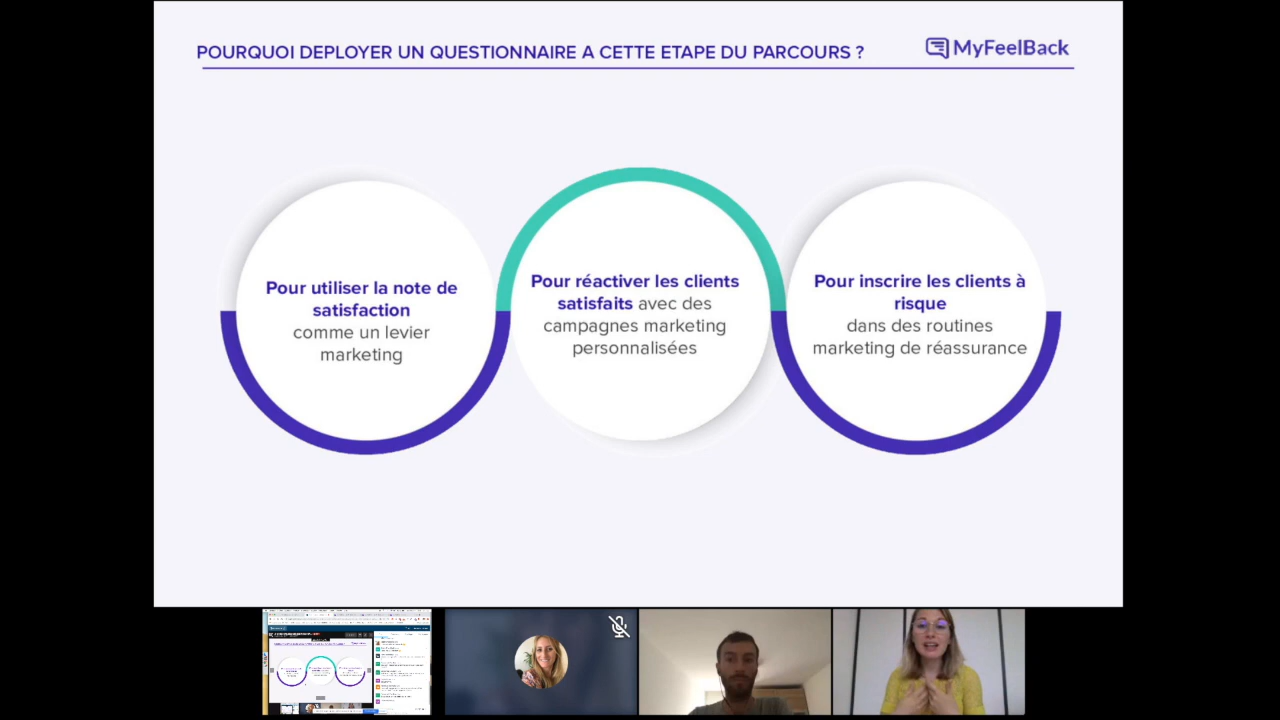 POURQUOI DEPLOYER UN QUESTIONNAIRE A CETTE ETAPE DU PARCOURS ?
MyFeelBack
Pour utiliser la note de
satisfaction
comme un levier
marketing
Pour réactiver les clients
satisfaits avec des
campagnes marketing
personnalisées
Pour inscrire les clients à
risque
dans des routines
marketing de réassurance